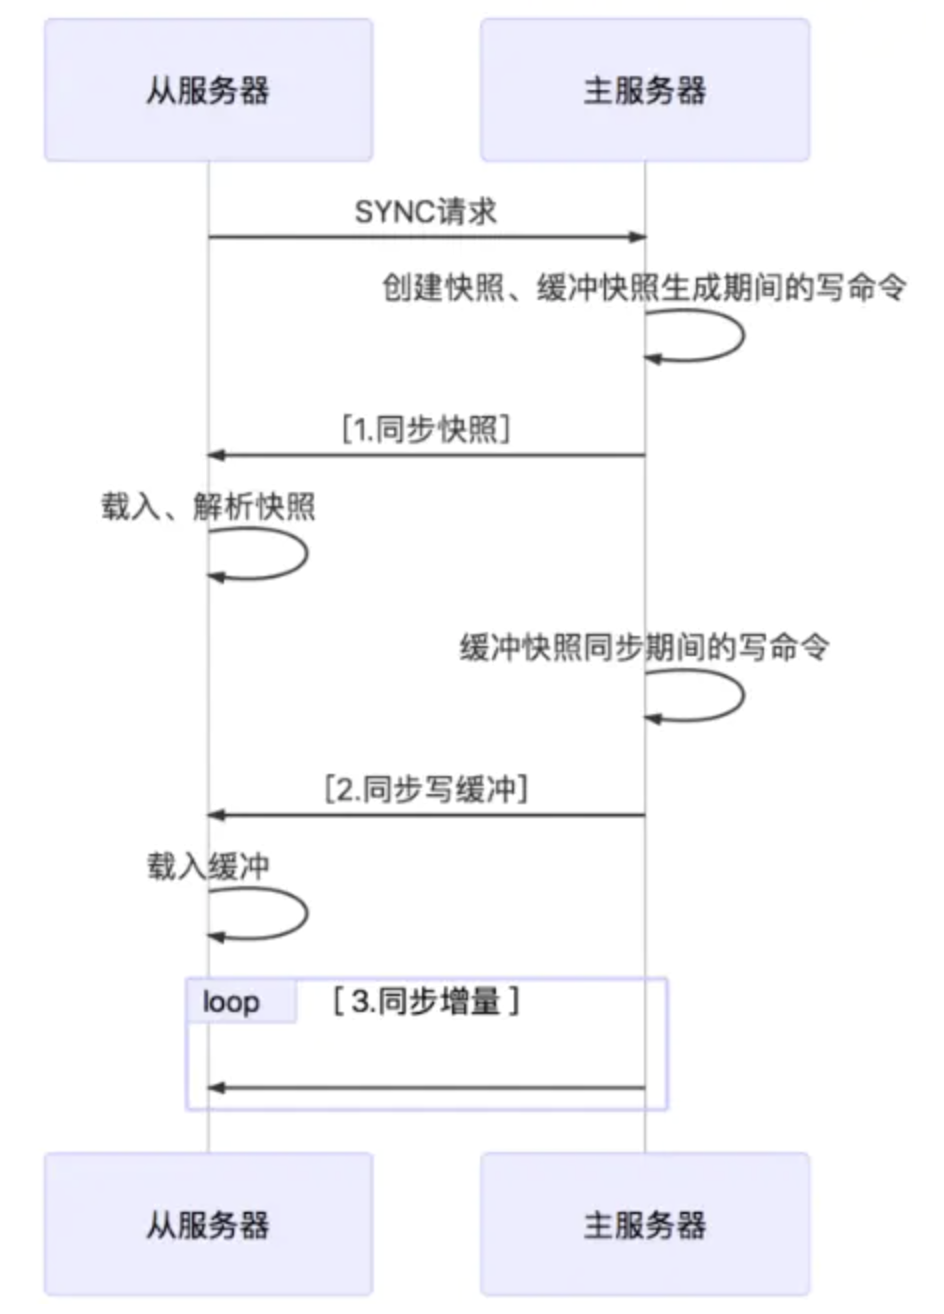 从服务器
主服务器
SYNC请求
创建快照、缓冲快照生成期间的写命令
[1.同步快照]
载入、解析快照
缓冲快照同步期间的写命令
[2.同步写缓冲]
载入缓冲
loop
[ 3.同步增量 ]
从服务器
主服务器